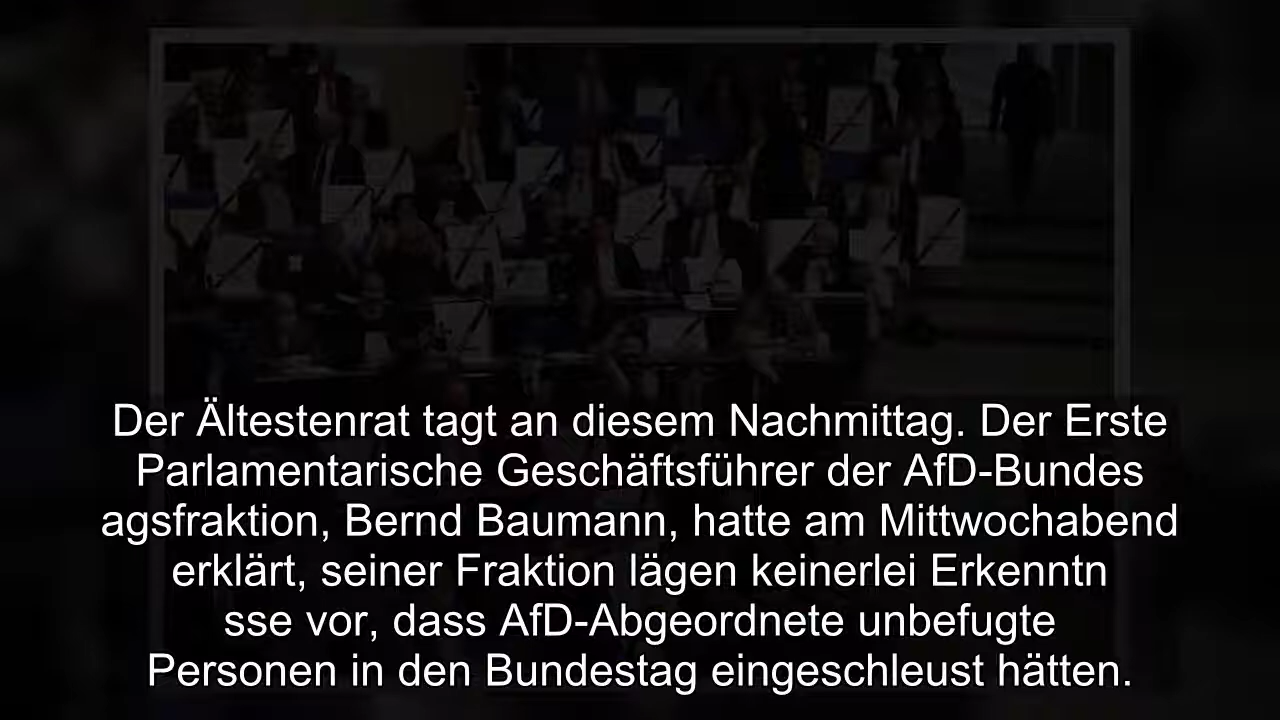 Der Ältestenrat tagt an diesem Nachmittag. Der Erste
Parlamentarische Geschäftsführer der AfD-Bundes
agsfraktion, Bernd Baumann, hatte am Mittwochabend
erklärt, seiner Fraktion lägen keinerlei Erkenntn
sse vor, dass AfD-Abgeordnete unbefugte
Personen in den Bundestag eingeschleust hätten.